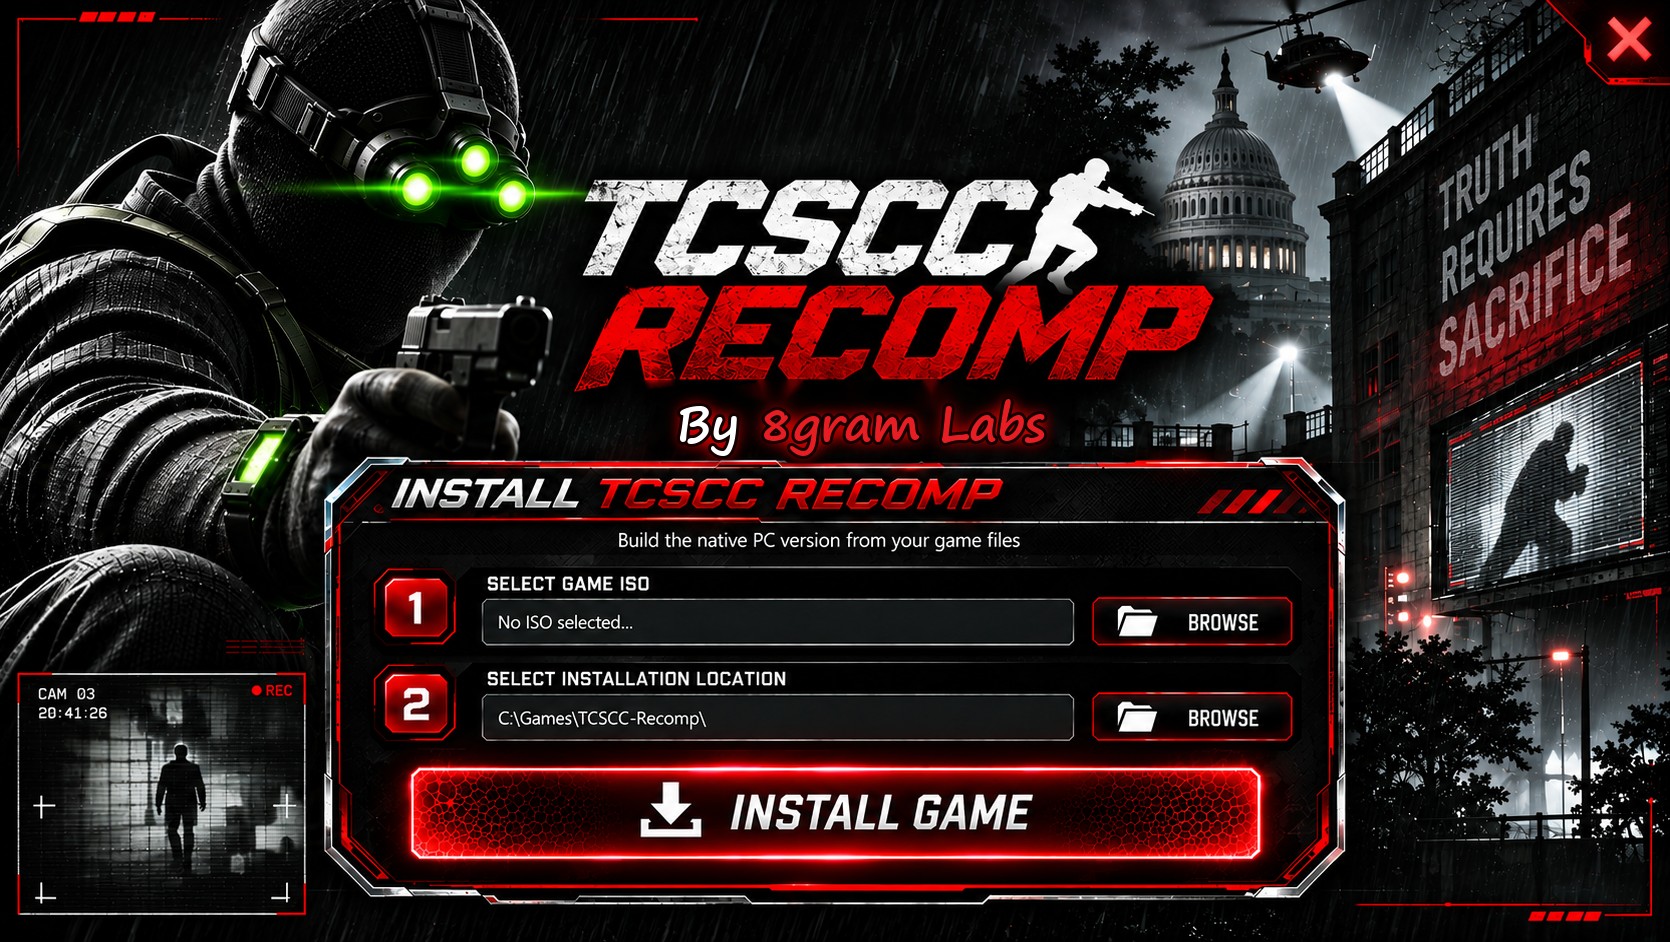 TCSCC
RECOMP
By 8gram Labs
TRUTH
REQUIRES
SACRIFICE
INSTALL TCSCC RECOMP
Build the native PC version from your game files
1
SELECT GAME ISO
No ISO selected...
BROWSE
2
SELECT INSTALLATION LOCATION
C:\Games\TCSCC-Recomp\
BROWSE
INSTALL GAME
CAM 03
REC
20:41:26